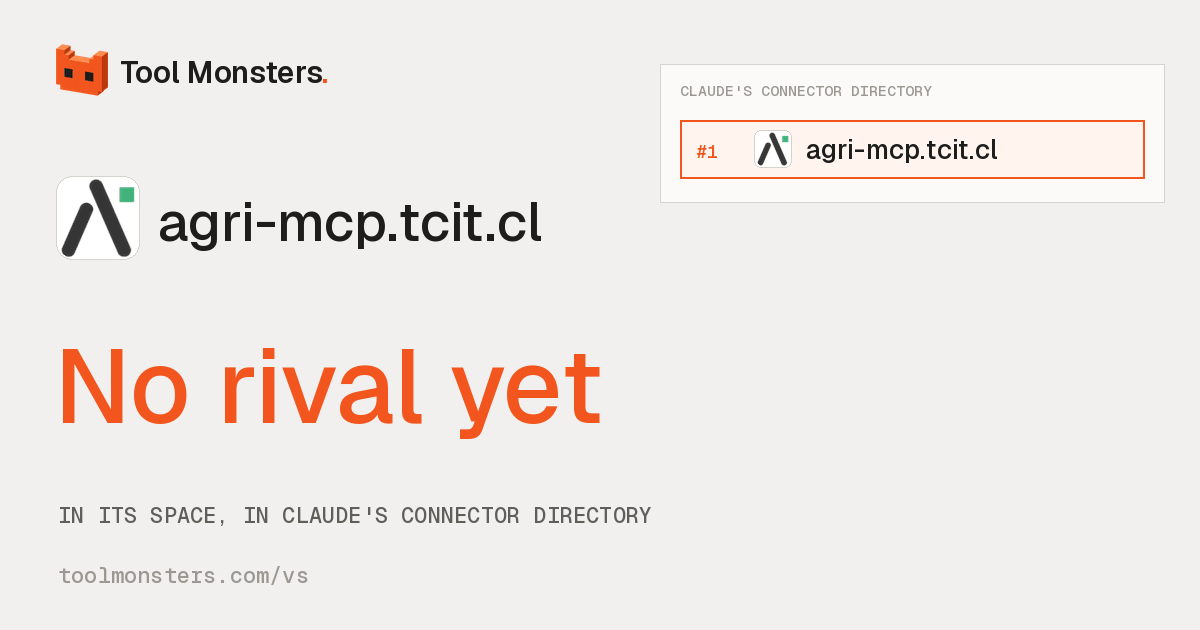 Tool Monsters.
CLAUDE'S CONNECTOR DIRECTORY
#1 agri-mcp.tcit.cl
agri-mcp.tcit.cl
No rival yet
IN ITS SPACE, IN CLAUDE'S CONNECTOR DIRECTORY
toolmonsters.com/vs